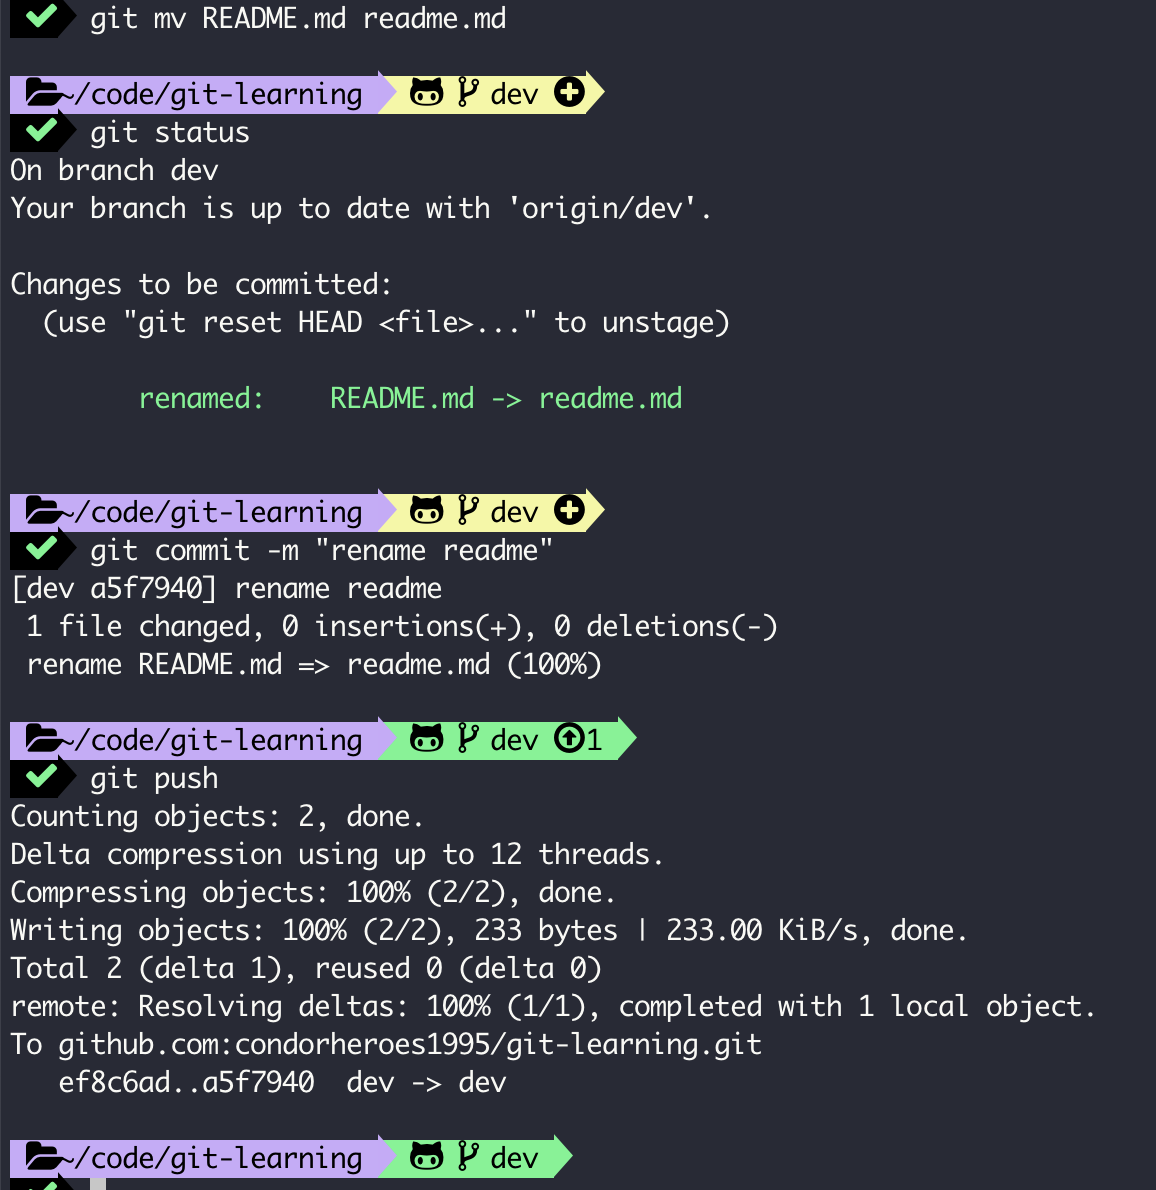 git mv README.md readme.md
~/code/git-learning dev
git status
On branch dev
Your branch is up to date with 'origin/dev'.
Changes to be committed:
(use "git reset HEAD <file>..." to unstage)
renamed: README.md -> readme.md
~/code/git-learning dev
git commit -m "rename readme"
[dev a5f7940] rename readme
1 file changed, 0 insertions(+), 0 deletions(-)
rename README.md => readme.md (100%)
~/code/git-learning dev 1
git push
Counting objects: 2, done.
Delta compression using up to 12 threads.
Compressing objects: 100% (2/2), done.
Writing objects: 100% (2/2), 233 bytes | 233.00 KiB/s, done.
Total 2 (delta 1), reused 0 (delta 0)
remote: Resolving deltas: 100% (1/1), completed with 1 local object.
To github.com:condorheroes1995/git-learning.git
ef8c6ad..a5f7940 dev -> dev
~/code/git-learning dev